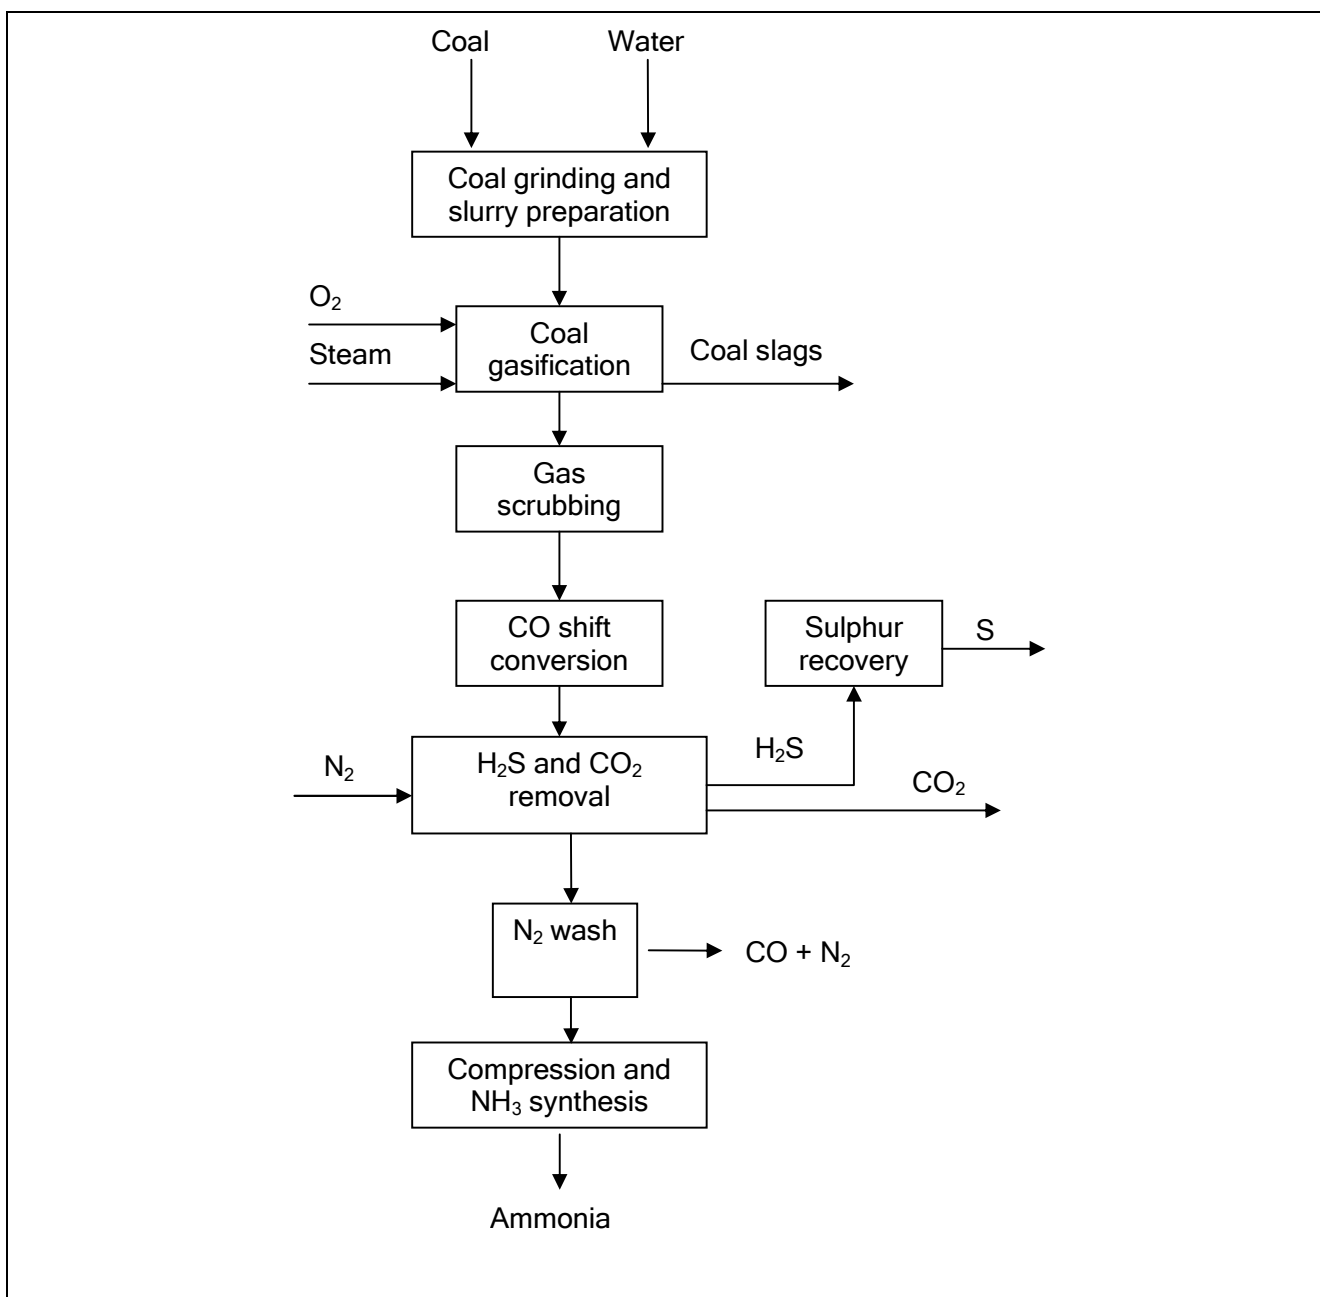 Coal
Water
Coal grinding and
slurry preparation
O₂
Steam
Coal
gasification
Coal slags
Gas
scrubbing
CO shift
conversion
Sulphur
recovery
S
N₂
H₂S and CO₂
removal
H₂S
CO₂
N₂ wash
CO + N₂
Compression and
NH₃ synthesis
Ammonia